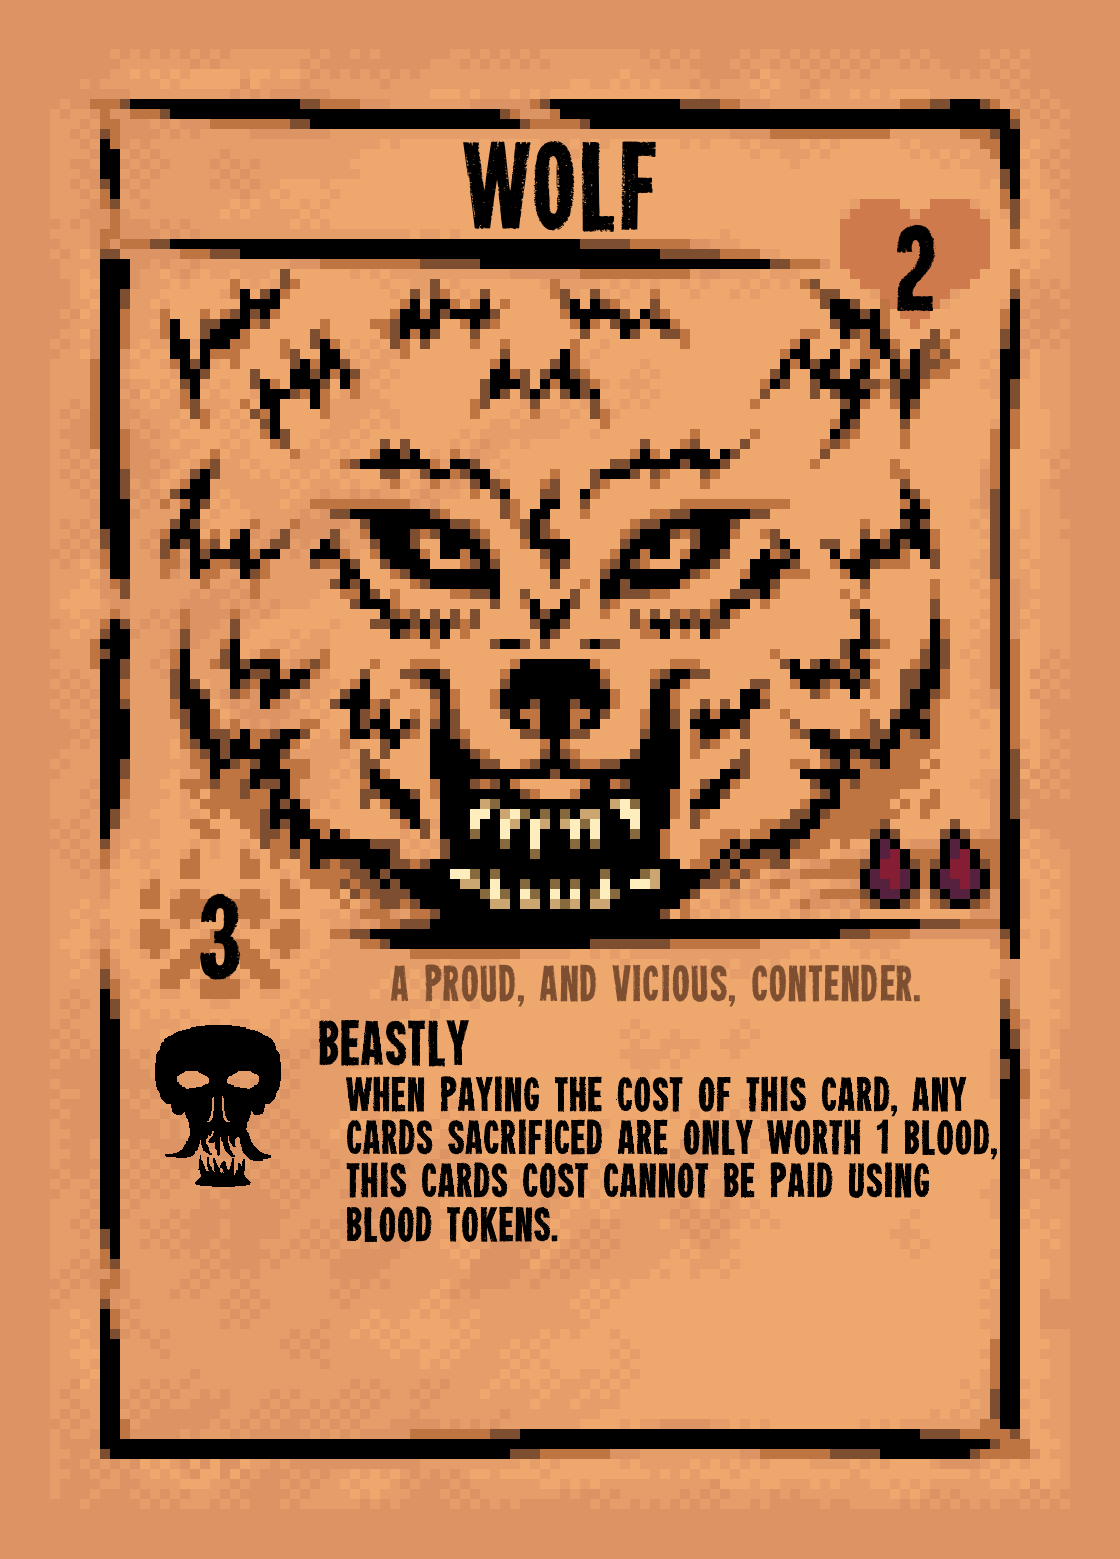 WOLF
2
3
A PROUD, AND VICIOUS, CONTENDER.
BEASTLY
WHEN PAYING THE COST OF THIS CARD, ANY
CARDS SACRIFICED ARE ONLY WORTH 1 BLOOD,
THIS CARDS COST CANNOT BE PAID USING
BLOOD TOKENS.